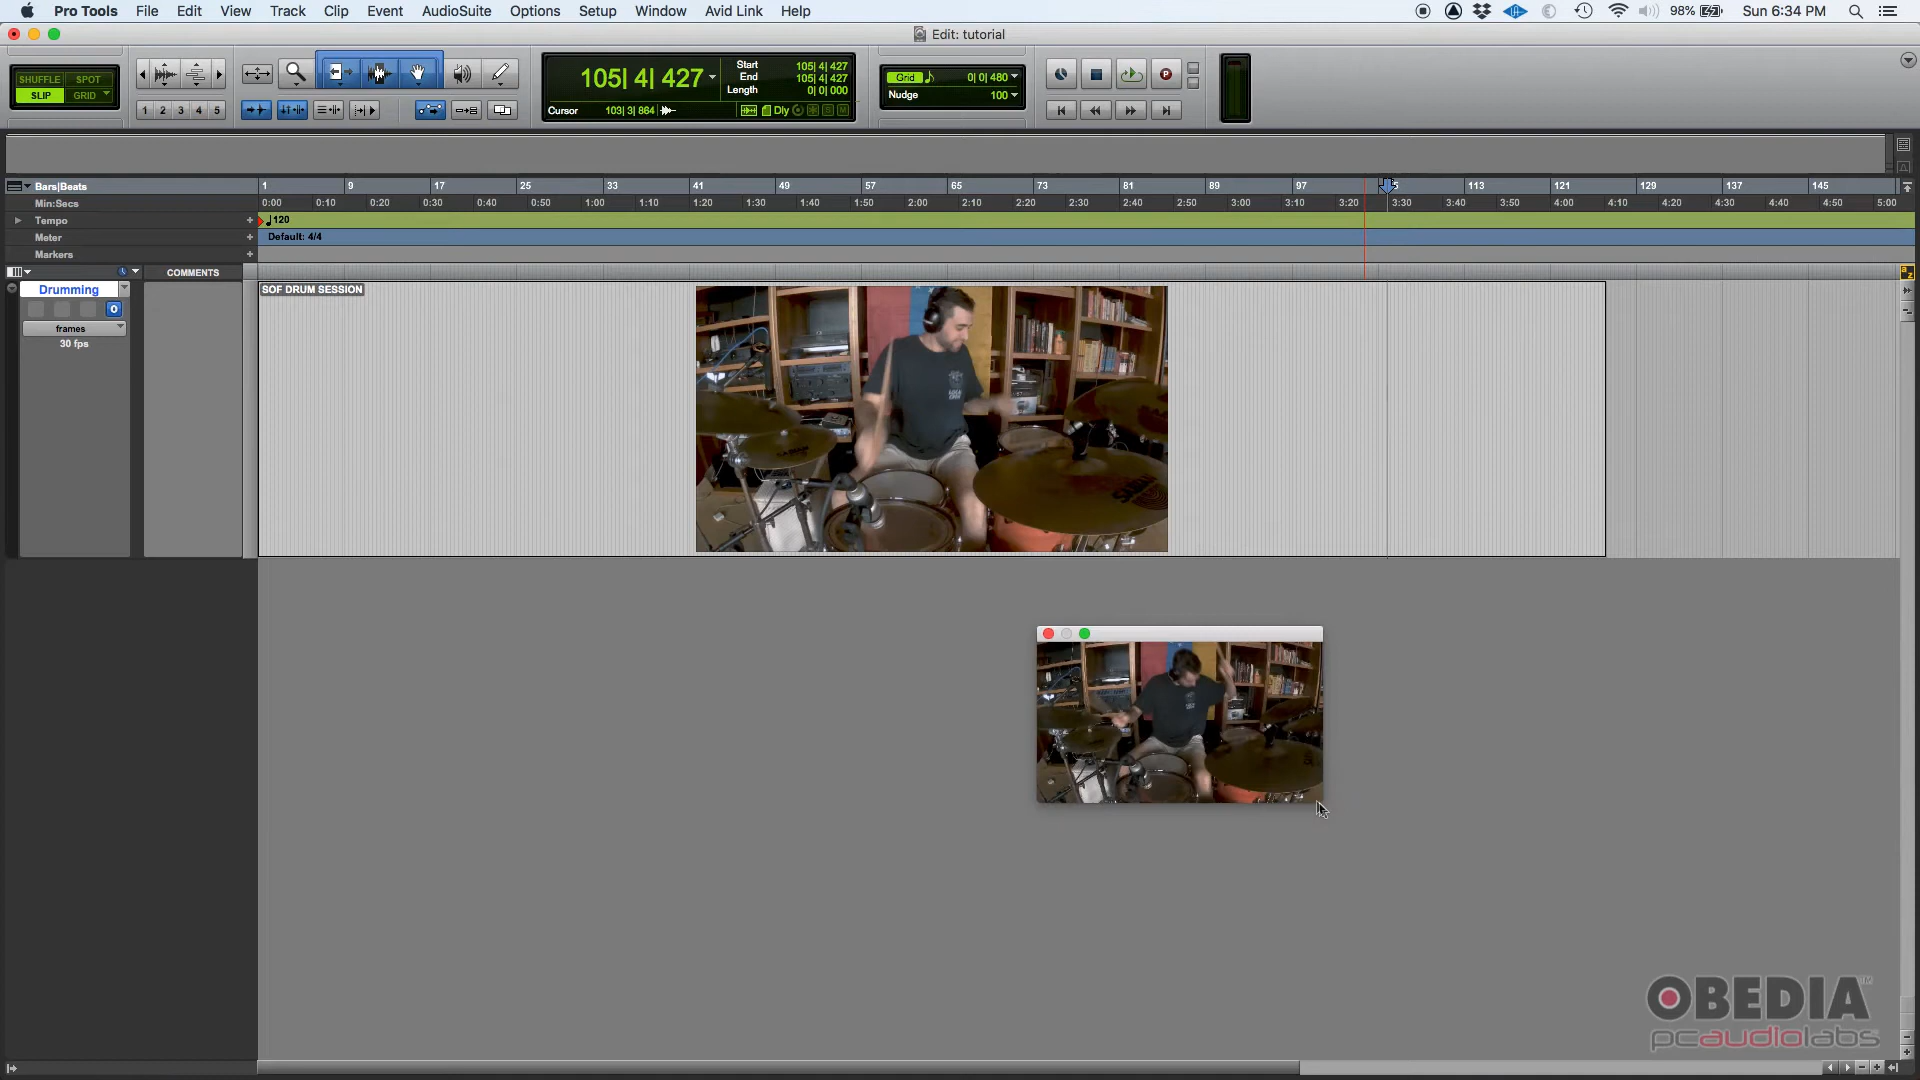 Pro Tools File Edit View Track Clip Event AudioSuite Options Setup Window Avid Link Help 98% Sun 6:34 PM
Edit: tutorial
SHUFFLE SPOT
SLIP GRID
1 2 3 4 5
105| 4| 427
Start 105| 4| 427
End 105| 4| 427
Length 0| 0| 000
Cursor 103| 3| 864 Dly
Grid 0| 0| 480
Nudge 100
Bars|Beats 1 9 17 25 33 41 49 57 65 73 81 89 97 5 113 121 129 137 145
Min:Secs 0:00 0:10 0:20 0:30 0:40 0:50 1:00 1:10 1:20 1:30 1:40 1:50 2:00 2:10 2:20 2:30 2:40 2:50 3:00 3:10 3:20 3:30 3:40 3:50 4:00 4:10 4:20 4:30 4:40 4:50 5:00
Tempo 120
Meter Default: 4/4
Markers
COMMENTS
Drumming
SOF DRUM SESSION
0
frames
30 fps
SABIAN
OBEDIA™
pcaudiolabs